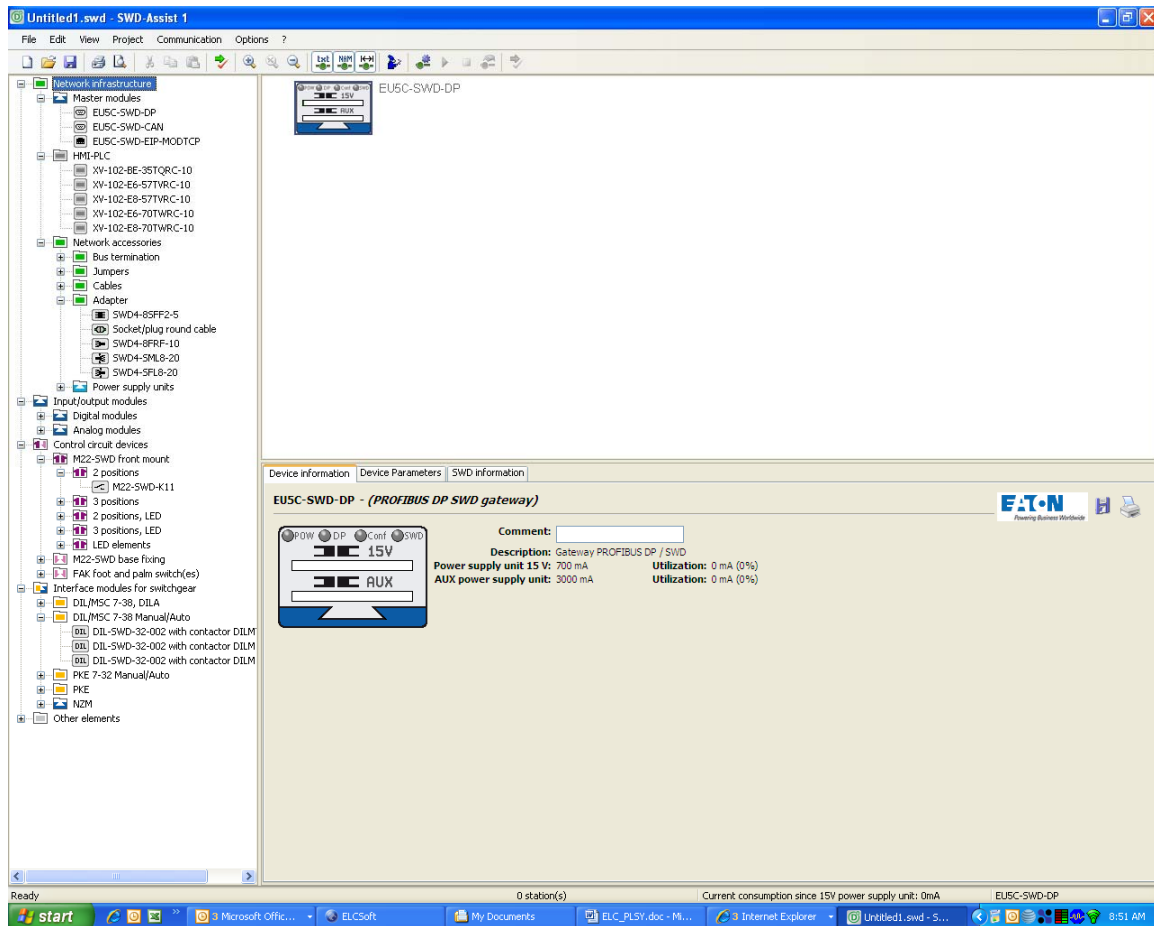 Untitled1.swd - SWD-Assist 1
File Edit View Project Communication Options ?
txt
Network infrastructure
Master modules
EU5C-SWD-DP
EU5C-SWD-CAN
EU5C-SWD-EIP-MODTCP
HMI-PLC
XV-102-BE-35TQRC-10
XV-102-E6-57TVRC-10
XV-102-E8-57TVRC-10
XV-102-E6-70TWRC-10
XV-102-E8-70TWRC-10
Network accessories
Bus termination
Jumpers
Cables
Adapter
SWD4-8SFF2-5
Socket/plug round cable
SWD4-8FRF-10
SWD4-SML8-20
SWD4-SFL8-20
Power supply units
Input/output modules
Digital modules
Analog modules
Control circuit devices
M22-SWD front mount
2 positions
M22-SWD-K11
3 positions
2 positions, LED
3 positions, LED
LED elements
M22-SWD base fixing
FAK foot and palm switch(es)
Interface modules for switchgear
DIL/MSC 7-38, DILA
DIL/MSC 7-38 Manual/Auto
DIL DIL-SWD-32-002 with contactor DILM
DIL DIL-SWD-32-002 with contactor DILM
DIL DIL-SWD-32-002 with contactor DILM
PKE 7-32 Manual/Auto
PKE
NZM
Other elements
POW DP Conf SWD
15V
AUX
EU5C-SWD-DP
Device information Device Parameters SWD information
EU5C-SWD-DP - (PROFIBUS DP SWD gateway)
EATON
Powering Business Worldwide
POW DP Conf SWD
15V
AUX
Comment:
Description: Gateway PROFIBUS DP / SWD
Power supply unit 15 V: 700 mA Utilization: 0 mA (0%)
AUX power supply unit: 3000 mA Utilization: 0 mA (0%)
Ready 0 station(s) Current consumption since 15V power supply unit: 0mA EU5C-SWD-DP
start 3 Microsoft Offic... ELCSoft My Documents ELC_PLSY.doc - Mi... 3 Internet Explorer Untitled1.swd - S... 8:51 AM